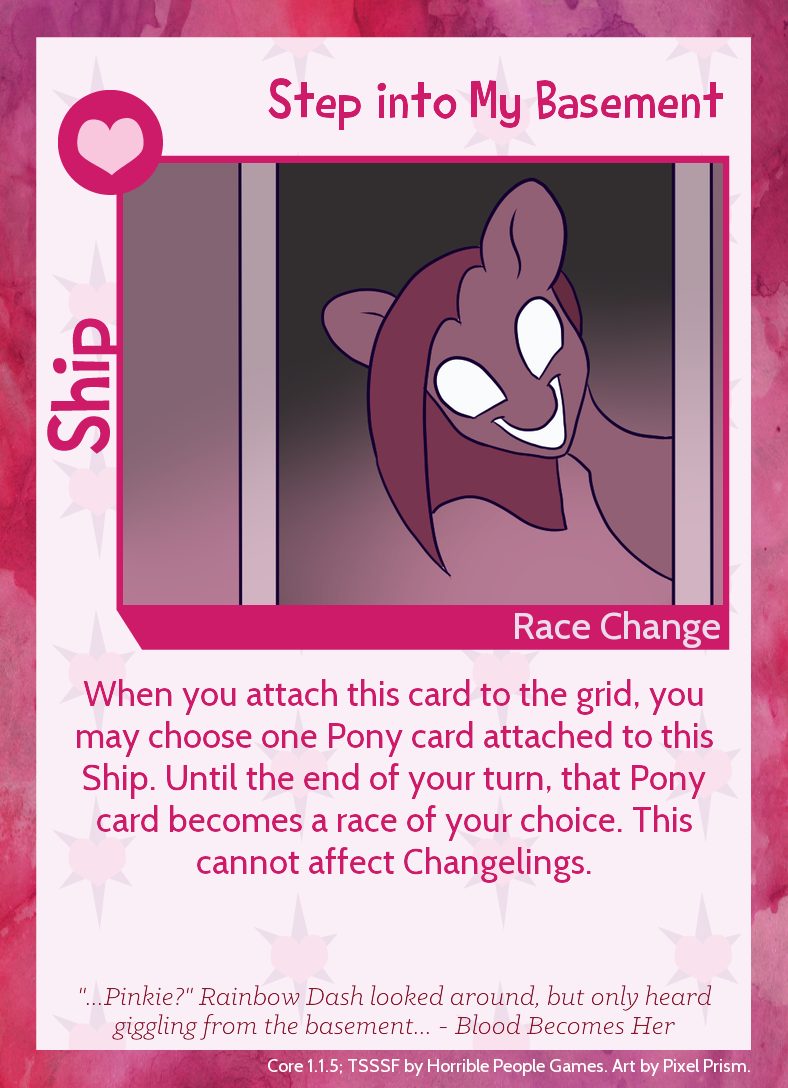 Step into My Basement
Ship
Race Change
When you attach this card to the grid, you
may choose one Pony card attached to this
Ship. Until the end of your turn, that Pony
card becomes a race of your choice. This
cannot affect Changelings.
"...Pinkie?" Rainbow Dash looked around, but only heard
giggling from the basement... - Blood Becomes Her
Core 1.1.5; TSSSF by Horrible People Games. Art by Pixel Prism.